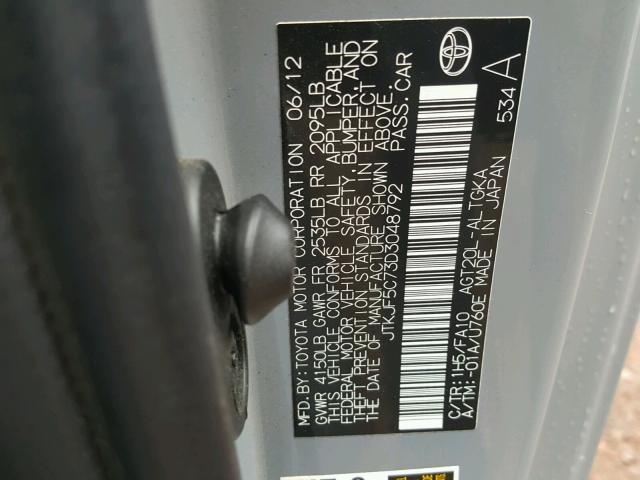 MFD.BY:TOYOTA MOTOR CORPORATION 06/12
GVWR 4150LB GAWR FR 2535LB RR 2095LB
THIS VEHICLE CONFORMS TO ALL APPLICABLE
FEDERAL MOTOR VEHICLE SAFETY, BUMPER, AND
THEFT PREVENTION STANDARDS IN EFFECT ON
THE DATE OF MANUFACTURE SHOWN ABOVE.
JTKJF5C73D3048792 PASS.CAR
C/TR:1H5/FA10 AGT20L-ALTGKA
A/TM:-01A/U760E MADE IN JAPAN 534 A